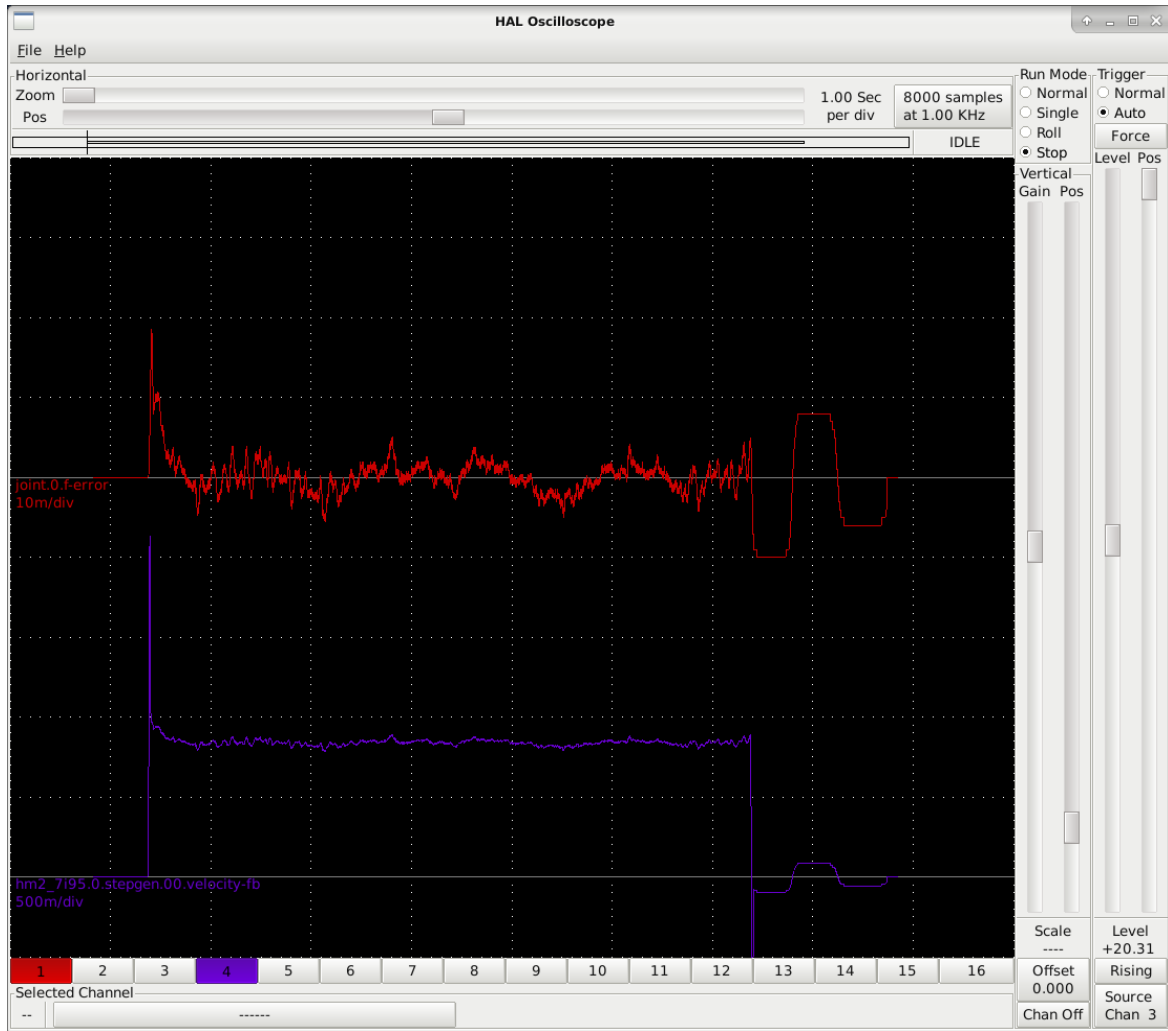 HAL Oscilloscope
File Help
Horizontal
Zoom
Pos
1.00 Sec
per div
8000 samples
at 1.00 KHz
IDLE
Run Mode
Normal
Single
Roll
Stop
Trigger
Normal
Auto
Force
Level Pos
Vertical
Gain Pos
joint.0.f-error
10m/div
hm2_7i95.0.stepgen.00.velocity-fb
500m/div
1 2 3 4 5 6 7 8 9 10 11 12 13 14 15 16
Selected Channel
--
------
Scale
----
Offset
0.000
Chan Off
Level
+20.31
Rising
Source
Chan 3